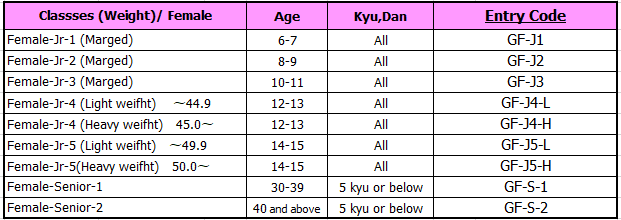 Classses (Weight)/ Female Age Kyu,Dan Entry Code
Female-Jr-1 (Marged) 6-7 All GF-J1
Female-Jr-2 (Marged) 8-9 All GF-J2
Female-Jr-3 (Marged) 10-11 All GF-J3
Female-Jr-4 (Light weifht) ～44.9 12-13 All GF-J4-L
Female-Jr-4 (Heavy weifht) 45.0～ 12-13 All GF-J4-H
Female-Jr-5 (Light weifht) ～49.9 14-15 All GF-J5-L
Female-Jr-5(Heavy weifht) 50.0～ 14-15 All GF-J5-H
Female-Senior-1 30-39 5 kyu or below GF-S-1
Female-Senior-2 40 and above 5 kyu or below GF-S-2